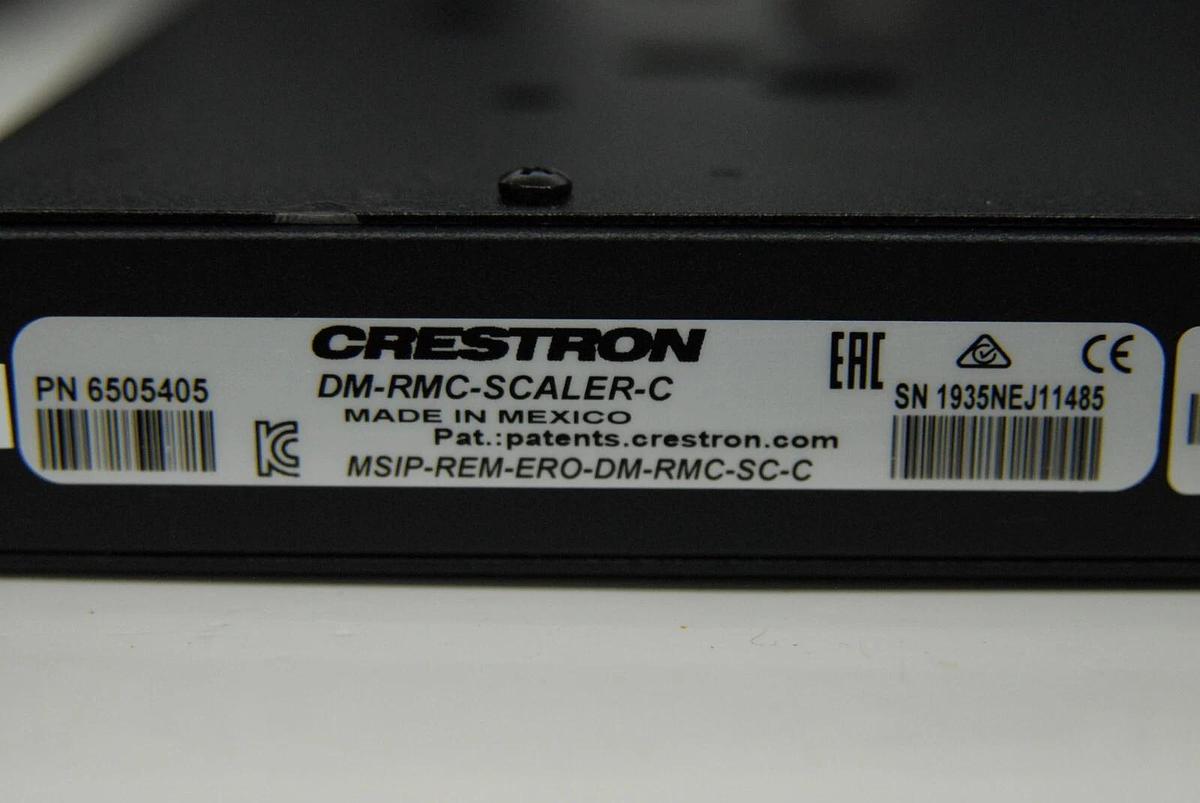 CRESTRON
DM-RMC-SCALER-C
MADE IN MEXICO
Pat.:patents.crestron.com
MSIP-REM-ERO-DM-RMC-SC-C
PN 6505405
KC
EAC
CE
SN 1935NEJ11485